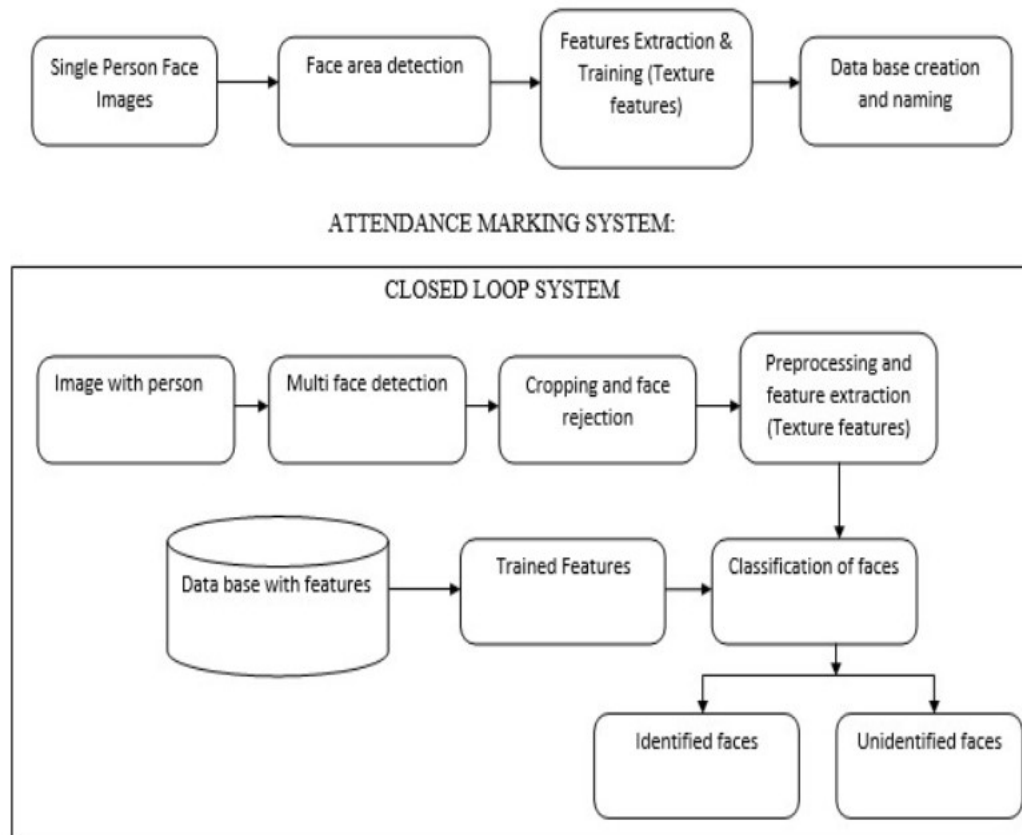 Single Person Face
Images
Face area detection
Features Extraction &
Training (Texture
features)
Data base creation
and naming
ATTENDANCE MARKING SYSTEM:
CLOSED LOOP SYSTEM
Image with person
Multi face detection
Cropping and face
rejection
Preprocessing and
feature extraction
(Texture features)
Data base with features
Trained Features
Classification of faces
Identified faces
Unidentified faces